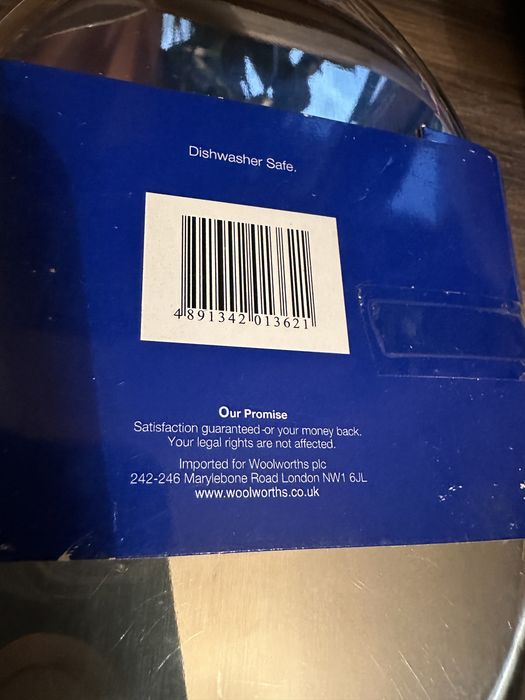 Dishwasher Safe.
4 891342 013621
Our Promise
Satisfaction guaranteed-or your money back.
Your legal rights are not affected.
Imported for Woolworths plc
242-246 Marylebone Road London NW1 6JL
www.woolworths.co.uk